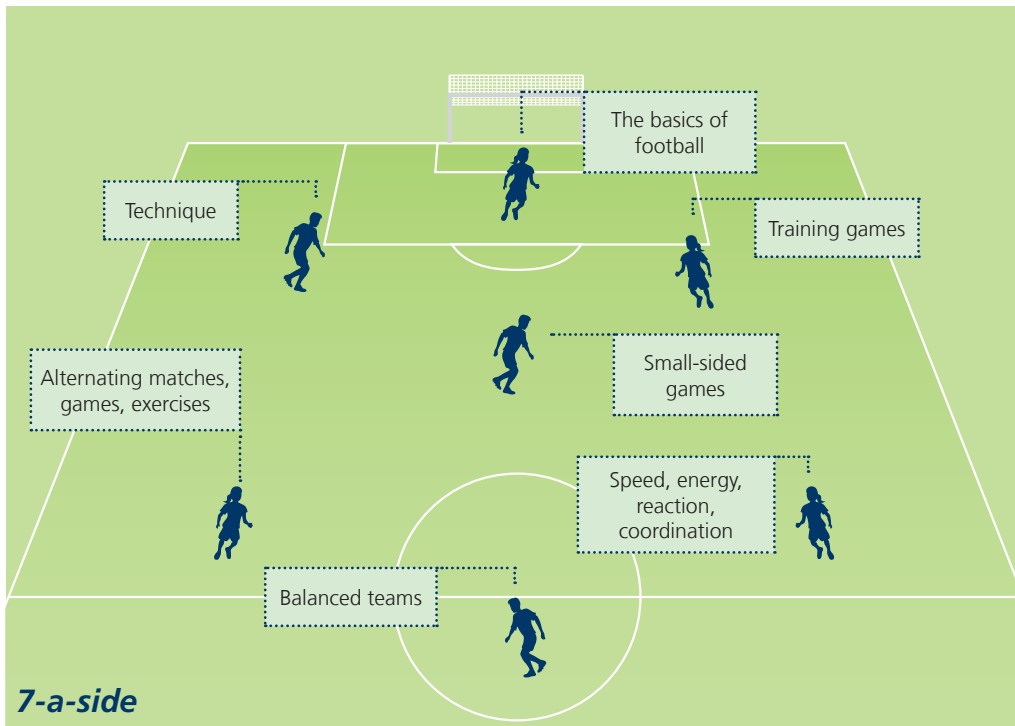 The basics of
football
Technique
Training games
Alternating matches,
games, exercises
Small-sided
games
Speed, energy,
reaction,
coordination
Balanced teams
7-a-side